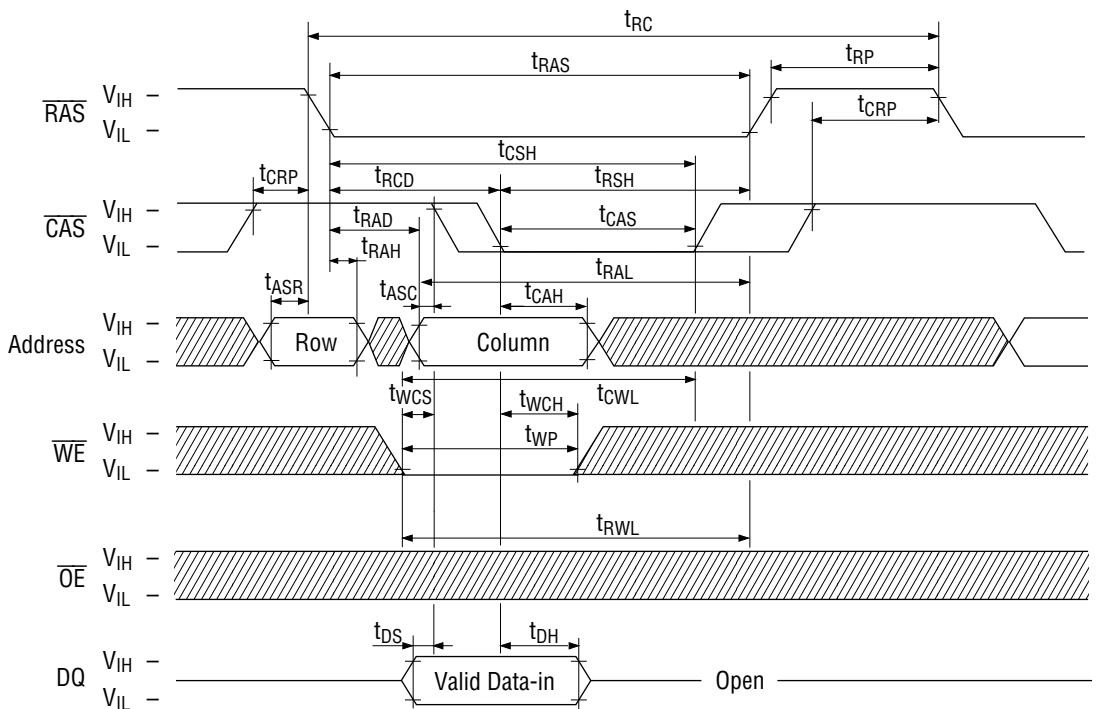 tRC
tRAS tRP
RAS VIH –
VIL –
tCRP
tCSH
tCRP tRCD tRSH
CAS VIH –
VIL –
tRAD tCAS
tRAH
tRAL
tASR tASC tCAH
Address VIH –
VIL –
Row Column
tCWL
tWCS tWCH
WE VIH –
VIL –
tWP
tRWL
OE VIH –
VIL –
tDS tDH
DQ VIH –
VIL –
Valid Data-in Open